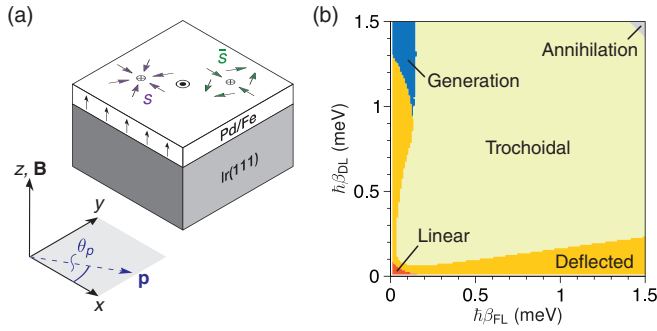 (a)
S
S̄
Pd/Fe
Ir(111)
z, B
y
θp
p
x
(b)
1.5
1
0.5
0
ħβDL (meV)
Annihilation
Generation
Trochoidal
Linear
Deflected
0
0.5
1
1.5
ħβFL (meV)